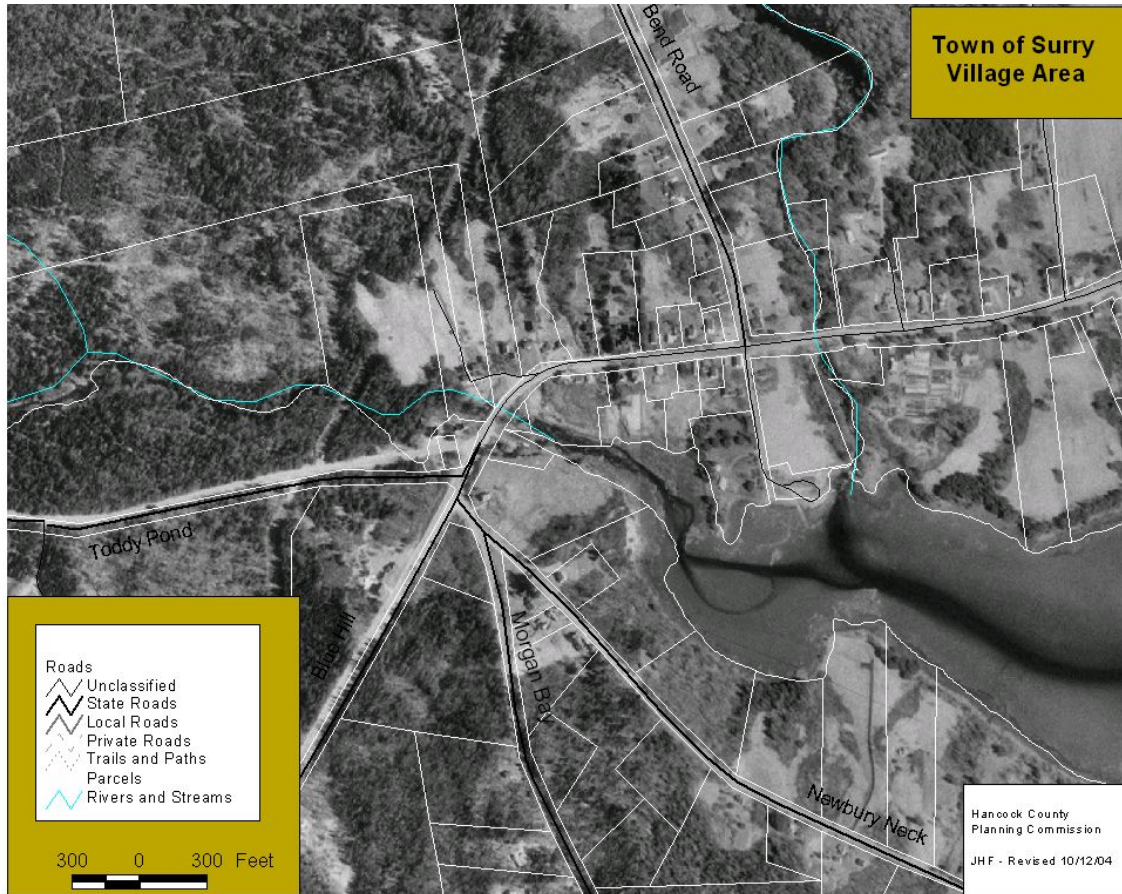 Town of Surry
Village Area
Bend Road
Toddy Pond
Blue Hill
Morgan Bay
Newbury Neck
Roads
Unclassified
State Roads
Local Roads
Private Roads
Trails and Paths
Parcels
Rivers and Streams
300 0 300 Feet
Hancock County
Planning Commission
JHF - Revised 10/12/04